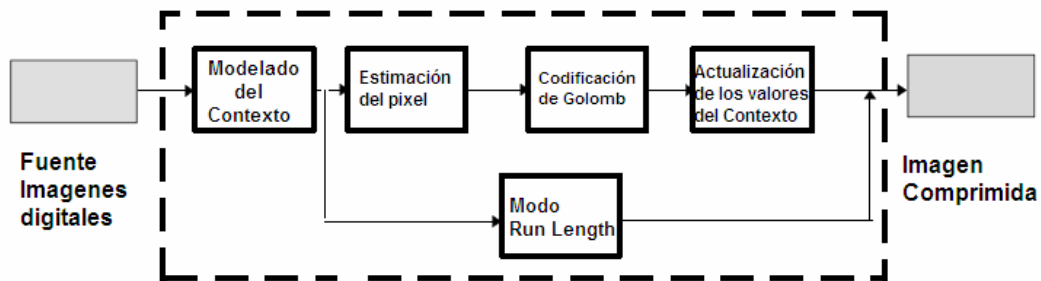 Modelado
del
Contexto
Estimación
del pixel
Codificación
de Golomb
Actualización
de los valores
del Contexto
Fuente
Imagenes
digitales
Imagen
Comprimida
Modo
Run Length